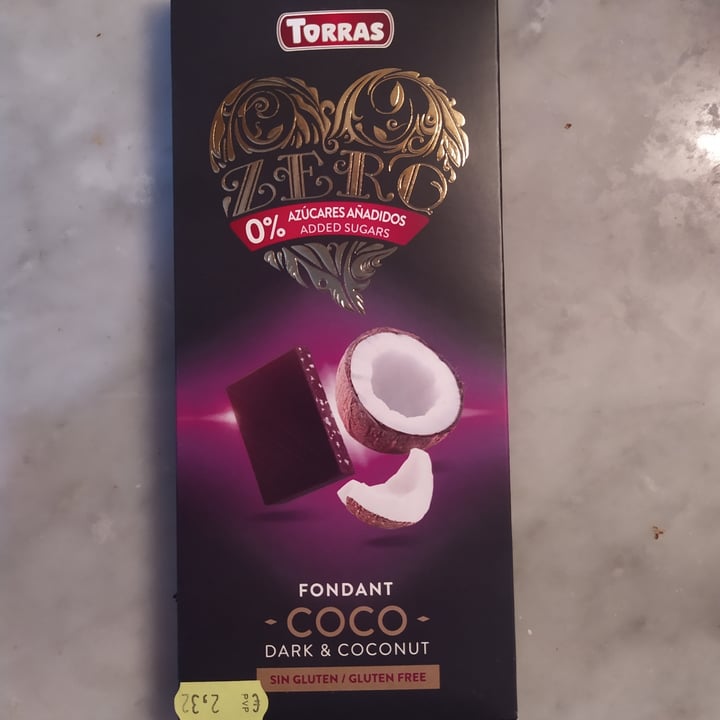 TORRAS
ZERO
0% AZÚCARES AÑADIDOS
ADDED SUGARS
FONDANT
- COCO -
DARK & COCONUT
SIN GLUTEN / GLUTEN FREE
€ PVP 2,32